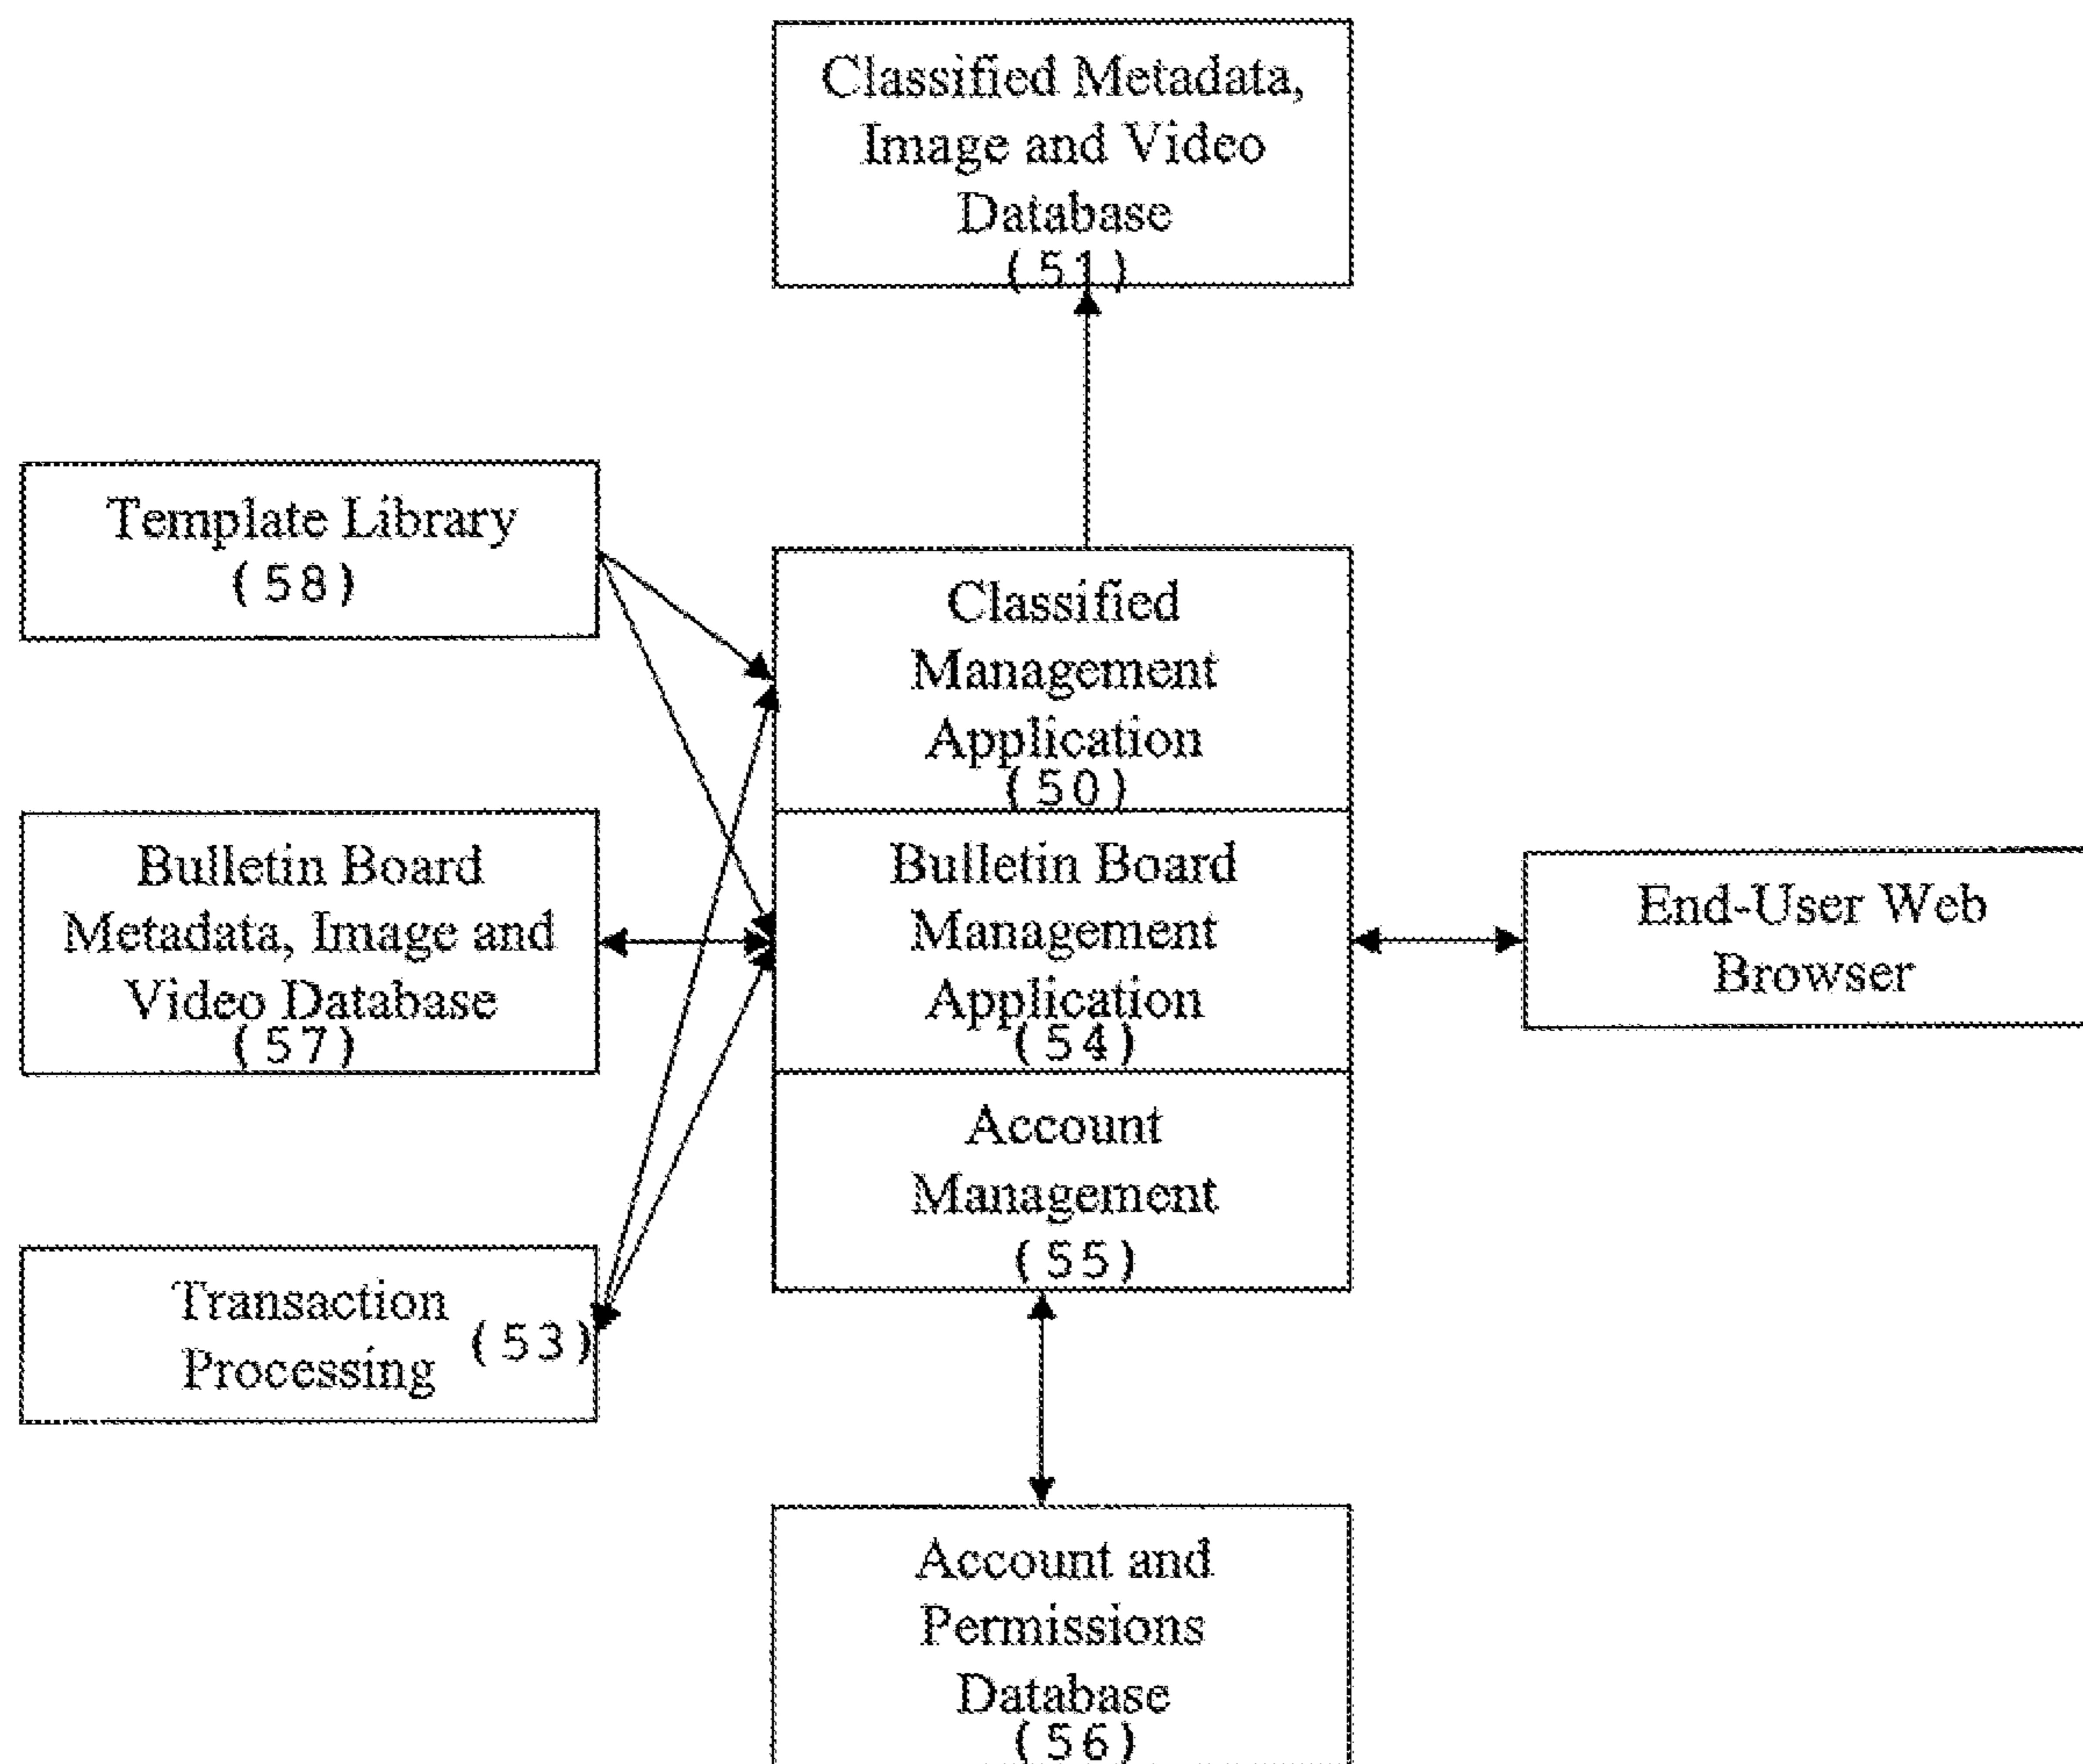 Classified Metadata,
Image and Video
Database
(51)
Template Library
(58)
Classified
Management
Application
(50)
Bulletin Board
Metadata, Image and
Video Database
(57)
Bulletin Board
Management
Application
(54)
End-User Web
Browser
Account
Management
(55)
Transaction
Processing (53)
Account and
Permissions
Database
(56)